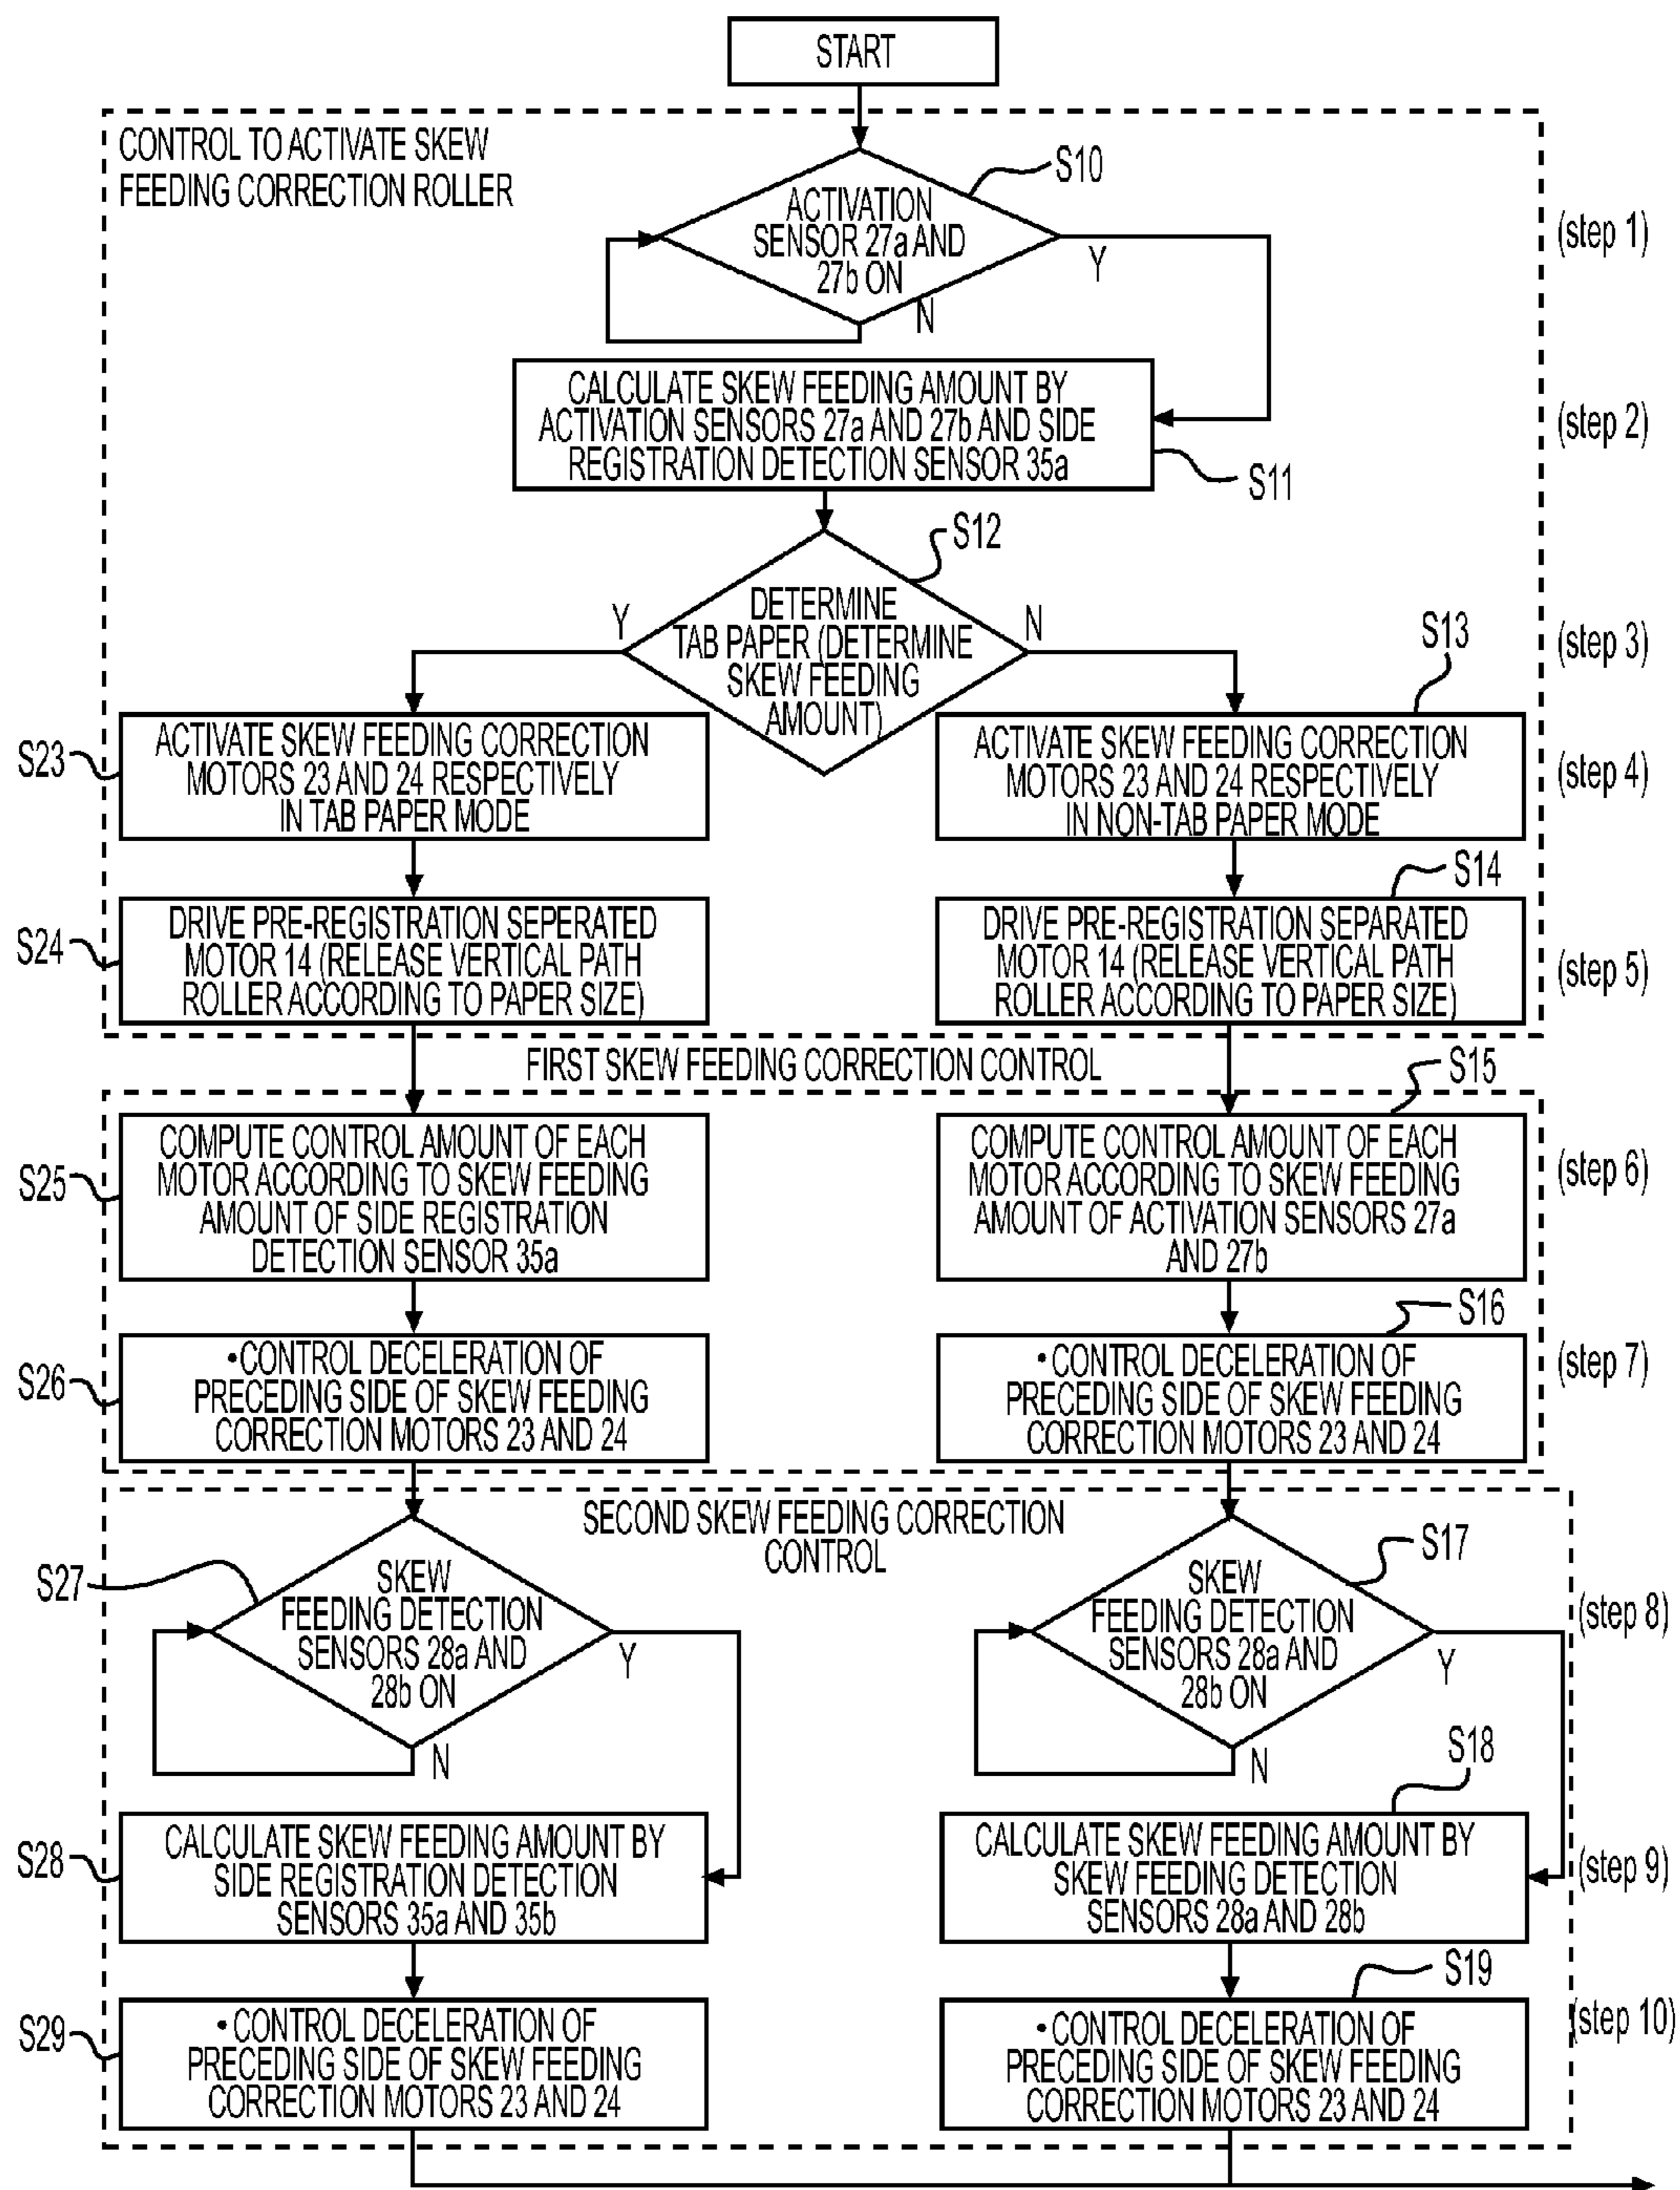 START
CONTROL TO ACTIVATE SKEW
FEEDING CORRECTION ROLLER
S10
ACTIVATION
SENSOR 27a AND
27b ON
Y
N
(step 1)
CALCULATE SKEW FEEDING AMOUNT BY
ACTIVATION SENSORS 27a AND 27b AND SIDE
REGISTRATION DETECTION SENSOR 35a
S11
(step 2)
S12
DETERMINE
TAB PAPER (DETERMINE
SKEW FEEDING
AMOUNT)
Y
N
(step 3)
S23
ACTIVATE SKEW FEEDING CORRECTION
MOTORS 23 AND 24 RESPECTIVELY
IN TAB PAPER MODE
S13
ACTIVATE SKEW FEEDING CORRECTION
MOTORS 23 AND 24 RESPECTIVELY
IN NON-TAB PAPER MODE
(step 4)
S24
DRIVE PRE-REGISTRATION SEPERATED
MOTOR 14 (RELEASE VERTICAL PATH
ROLLER ACCORDING TO PAPER SIZE)
S14
DRIVE PRE-REGISTRATION SEPARATED
MOTOR 14 (RELEASE VERTICAL PATH
ROLLER ACCORDING TO PAPER SIZE)
(step 5)
FIRST SKEW FEEDING CORRECTION CONTROL
S25
COMPUTE CONTROL AMOUNT OF EACH
MOTOR ACCORDING TO SKEW FEEDING
AMOUNT OF SIDE REGISTRATION
DETECTION SENSOR 35a
S15
COMPUTE CONTROL AMOUNT OF EACH
MOTOR ACCORDING TO SKEW FEEDING
AMOUNT OF ACTIVATION SENSORS 27a
AND 27b
(step 6)
S26
•CONTROL DECELERATION OF
PRECEDING SIDE OF SKEW FEEDING
CORRECTION MOTORS 23 AND 24
S16
•CONTROL DECELERATION OF
PRECEDING SIDE OF SKEW FEEDING
CORRECTION MOTORS 23 AND 24
(step 7)
SECOND SKEW FEEDING CORRECTION
CONTROL
S27
SKEW
FEEDING DETECTION
SENSORS 28a AND
28b ON
Y
N
S17
SKEW
FEEDING DETECTION
SENSORS 28a AND
28b ON
Y
N
(step 8)
S28
CALCULATE SKEW FEEDING AMOUNT BY
SIDE REGISTRATION DETECTION
SENSORS 35a AND 35b
S18
CALCULATE SKEW FEEDING AMOUNT BY
SKEW FEEDING DETECTION
SENSORS 28a AND 28b
(step 9)
S29
•CONTROL DECELERATION OF
PRECEDING SIDE OF SKEW FEEDING
CORRECTION MOTORS 23 AND 24
S19
•CONTROL DECELERATION OF
PRECEDING SIDE OF SKEW FEEDING
CORRECTION MOTORS 23 AND 24
(step 10)